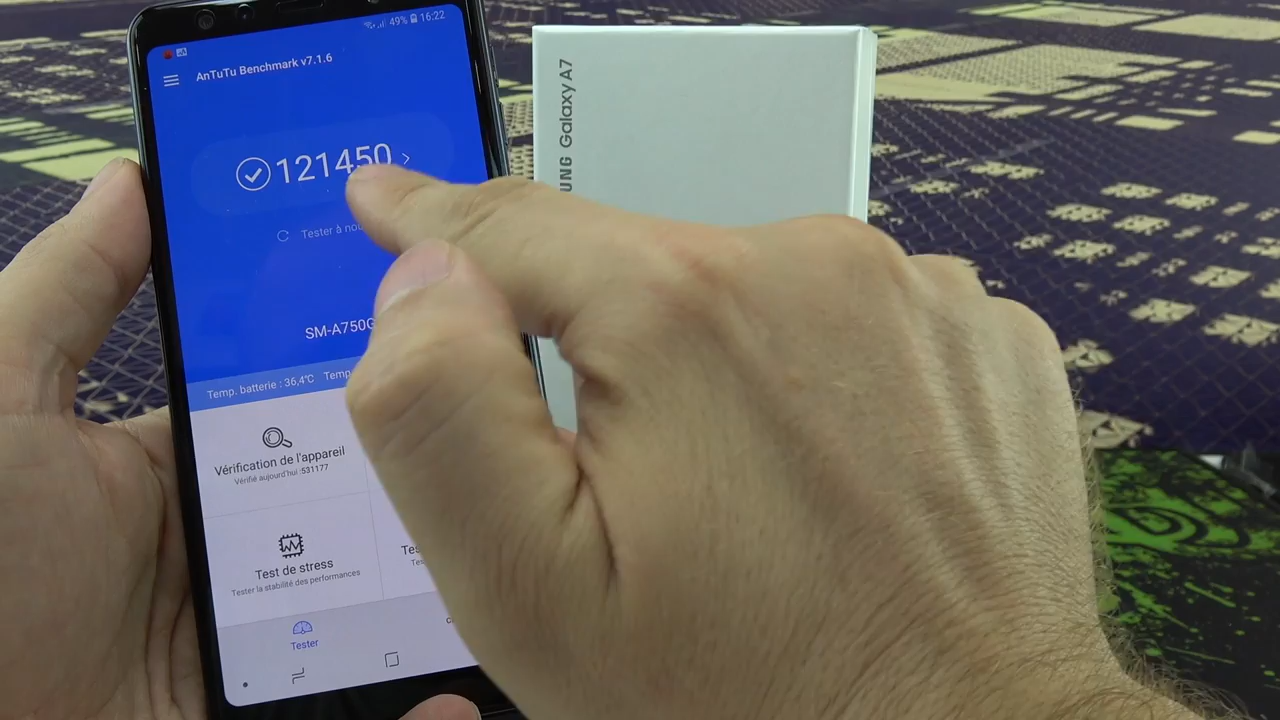 49% 16:22
AnTuTu Benchmark v7.1.6
121450
Tester à
SM-A750G
Temp. batterie : 36,4℃
Vérification de l'appareil
Vérifié aujourd'hui :531177
Test de stress
Tester la stabilité des performances
Tester
Galaxy A7